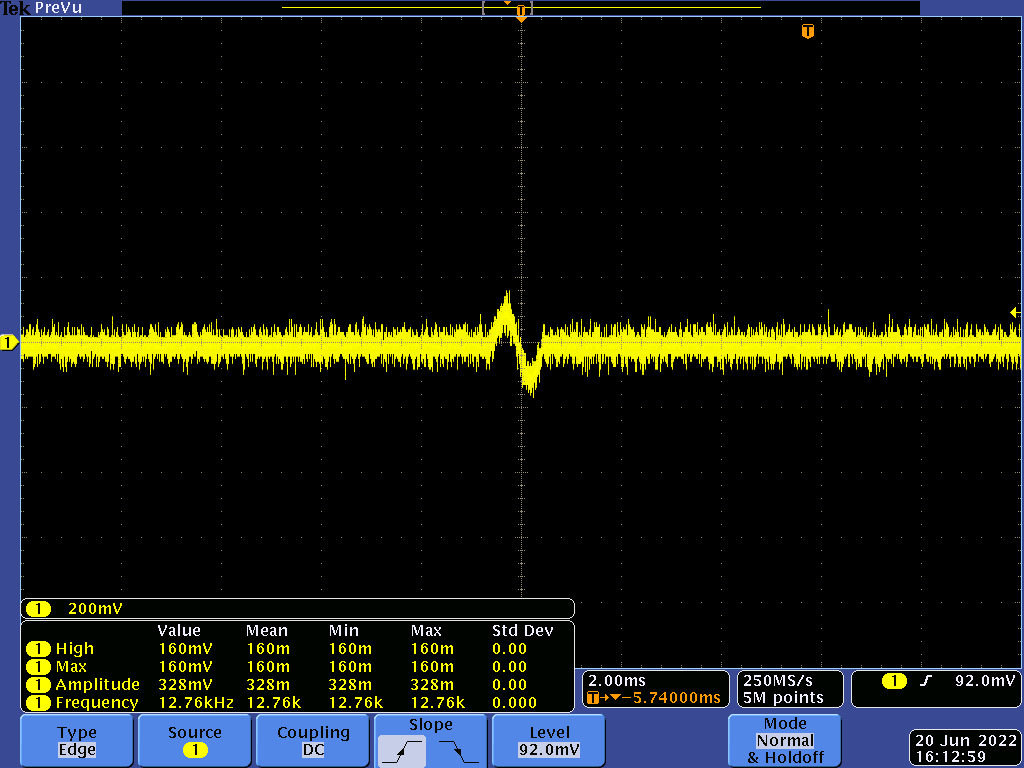 Tek PreVu
T
T
1
1 200mV
Value Mean Min Max Std Dev
1 High 160mV 160m 160m 160m 0.00
1 Max 160mV 160m 160m 160m 0.00
1 Amplitude 328mV 328m 328m 328m 0.00
1 Frequency 12.76kHz 12.76k 12.76k 12.76k 0.000
2.00ms
T→▼−5.74000ms
250MS/s
5M points
1 92.0mV
Type
Edge
Source
1
Coupling
DC
Slope
Level
92.0mV
Mode
Normal
& Holdoff
20 Jun 2022
16:12:59